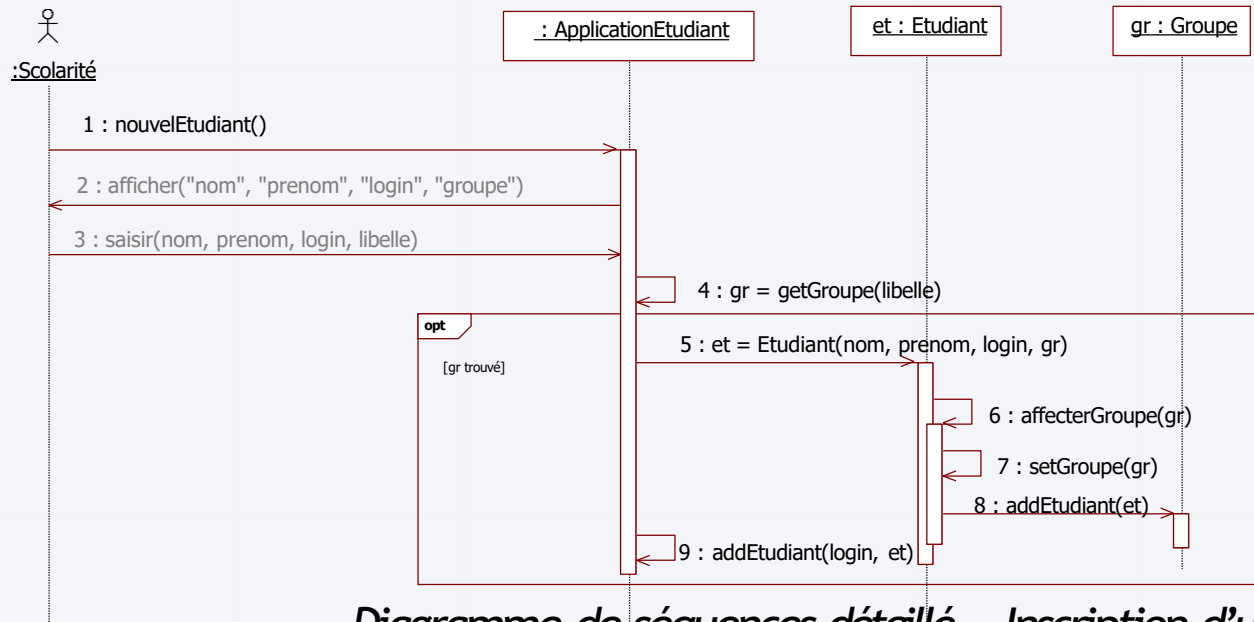 : ApplicationEtudiant
et : Etudiant
gr : Groupe
:Scolarité
1 : nouvelEtudiant()
2 : afficher("nom", "prenom", "login", "groupe")
3 : saisir(nom, prenom, login, libelle)
4 : gr = getGroupe(libelle)
opt
5 : et = Etudiant(nom, prenom, login, gr)
[gr trouvé]
6 : affecterGroupe(gr)
7 : setGroupe(gr)
8 : addEtudiant(et)
9 : addEtudiant(login, et)
Diagramme de séquences détaillé - Inscription